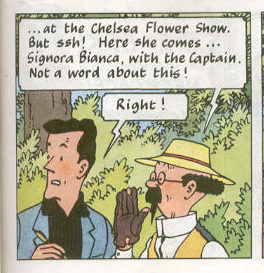 ...at the Chelsea Flower Show.
But ssh! Here she comes ...
Signora Bianca, with the Captain.
Not a word about this!
Right!